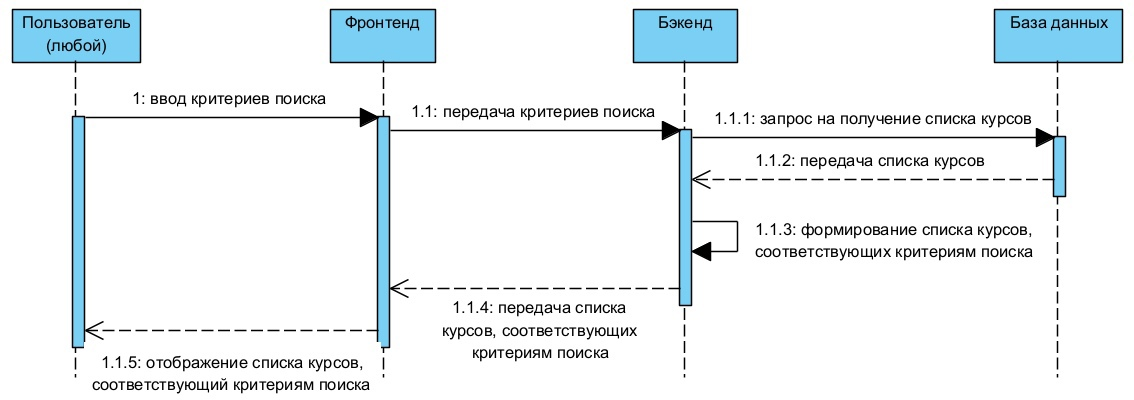 Пользователь
(любой)
Фронтенд
Бэкенд
База данных
1: ввод критериев поиска
1.1: передача критериев поиска
1.1.1: запрос на получение списка курсов
1.1.2: передача списка курсов
1.1.3: формирование списка курсов,
соответствующих критериям поиска
1.1.4: передача списка
курсов, соответствующих
критериям поиска
1.1.5: отображение списка курсов,
соответствующий критериям поиска